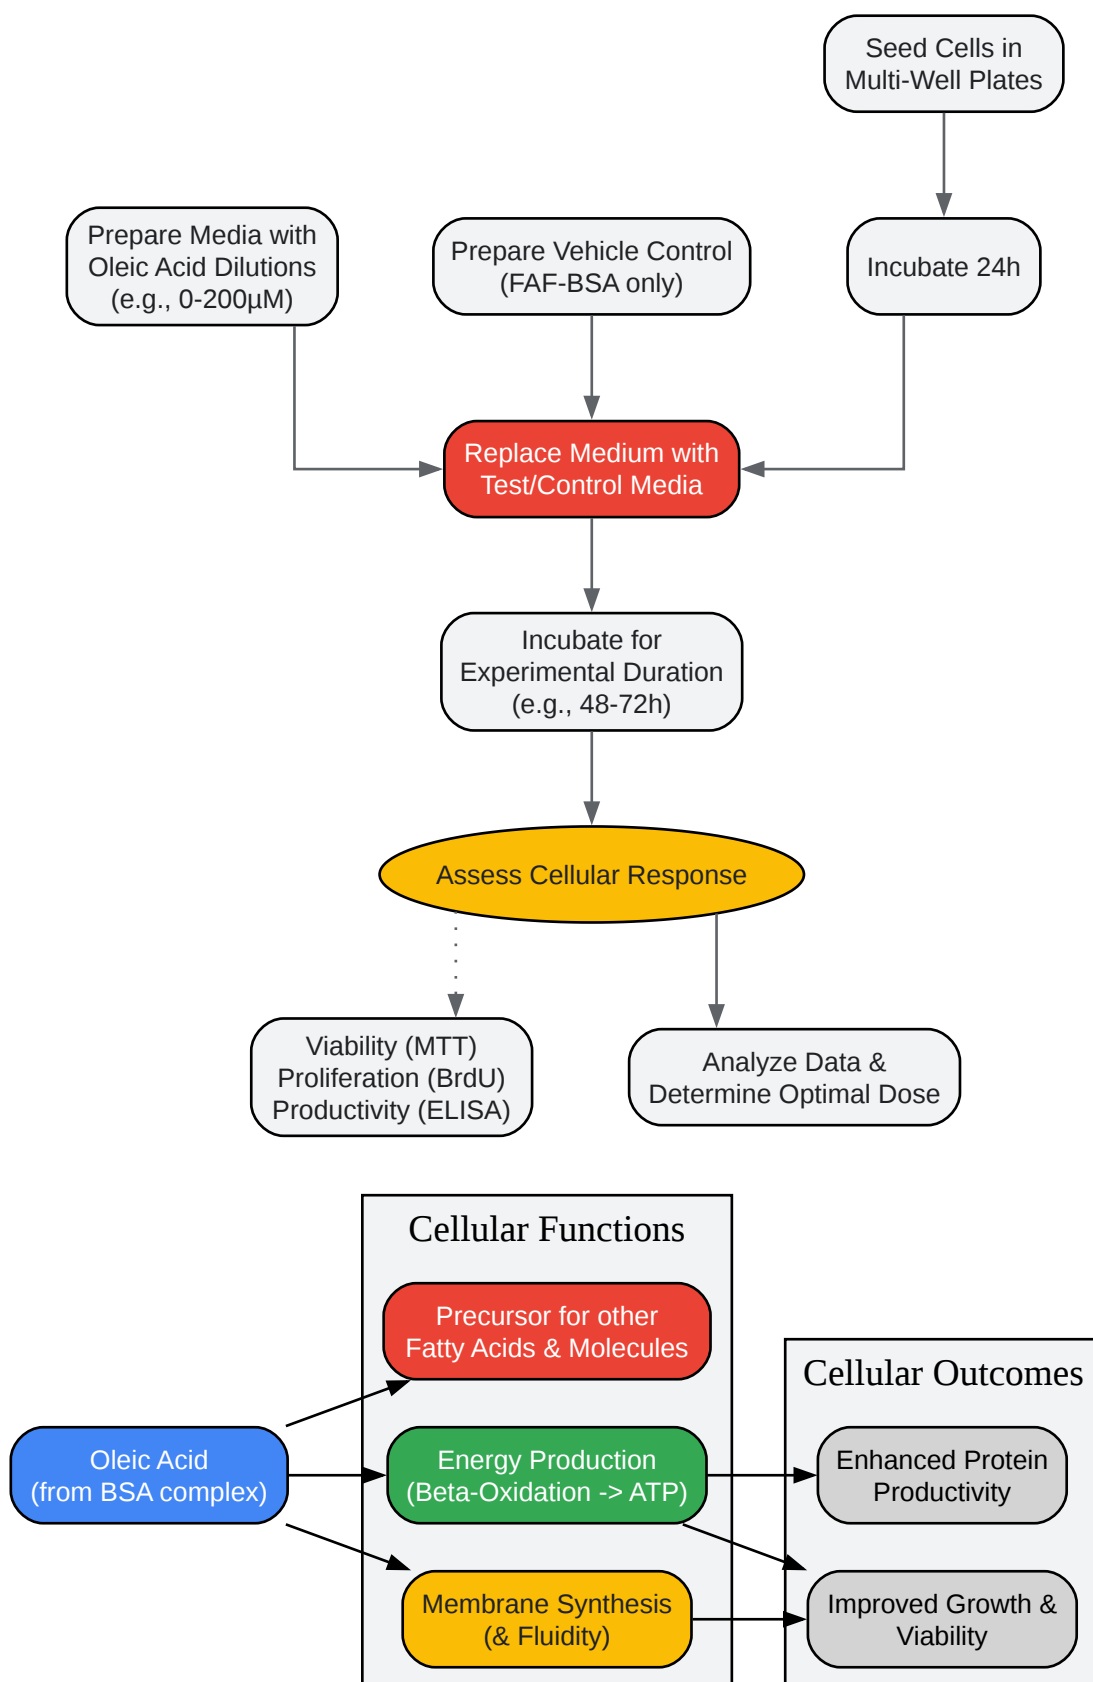 Seed Cells in
Multi-Well Plates
Prepare Media with
Oleic Acid Dilutions
(e.g., 0-200µM)
Prepare Vehicle Control
(FAF-BSA only)
Incubate 24h
Replace Medium with
Test/Control Media
Incubate for
Experimental Duration
(e.g., 48-72h)
Assess Cellular Response
Viability (MTT)
Proliferation (BrdU)
Productivity (ELISA)
Analyze Data &
Determine Optimal Dose
Cellular Functions
Precursor for other
Fatty Acids & Molecules
Cellular Outcomes
Oleic Acid
(from BSA complex)
Energy Production
(Beta-Oxidation -> ATP)
Enhanced Protein
Productivity
Membrane Synthesis
(& Fluidity)
Improved Growth &
Viability